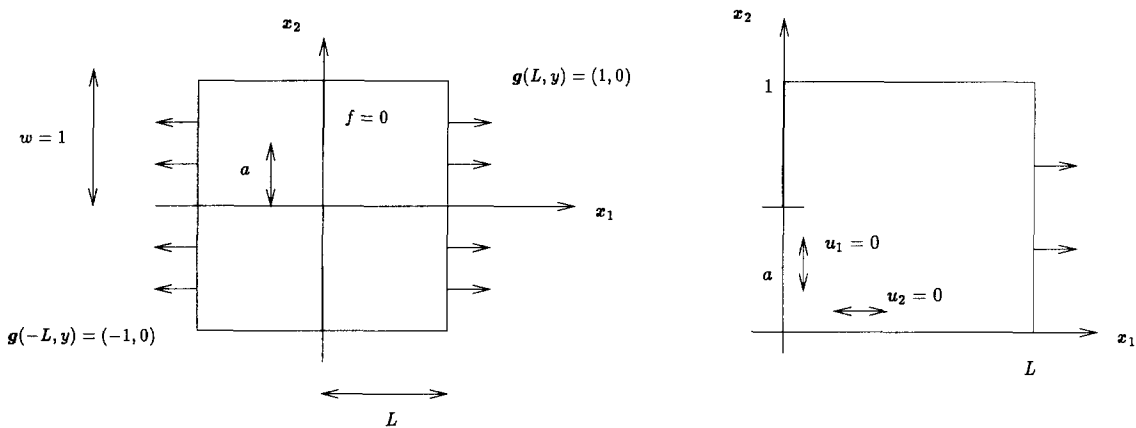 x₂
g(L, y) = (1, 0)
w = 1
f = 0
a
x₁
g(-L, y) = (-1, 0)
L
x₂
1
u₁ = 0
a
u₂ = 0
x₁
L